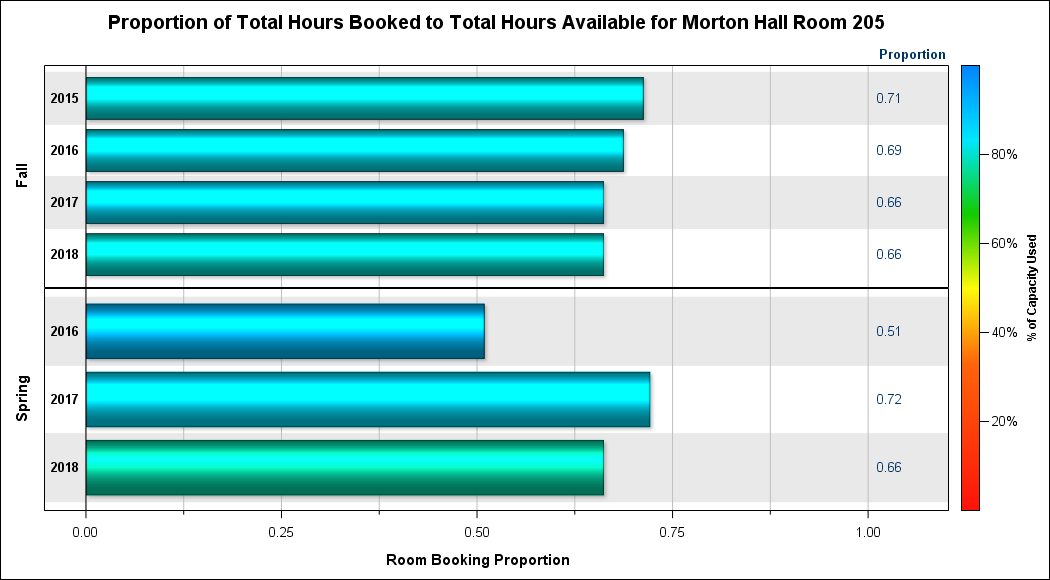 Proportion of Total Hours Booked to Total Hours Available for Morton Hall Room 205
Proportion
Fall
2015 0.71
2016 0.69
2017 0.66
2018 0.66
Spring
2016 0.51
2017 0.72
2018 0.66
0.00 0.25 0.50 0.75 1.00
Room Booking Proportion
80%
60%
40%
20%
% of Capacity Used